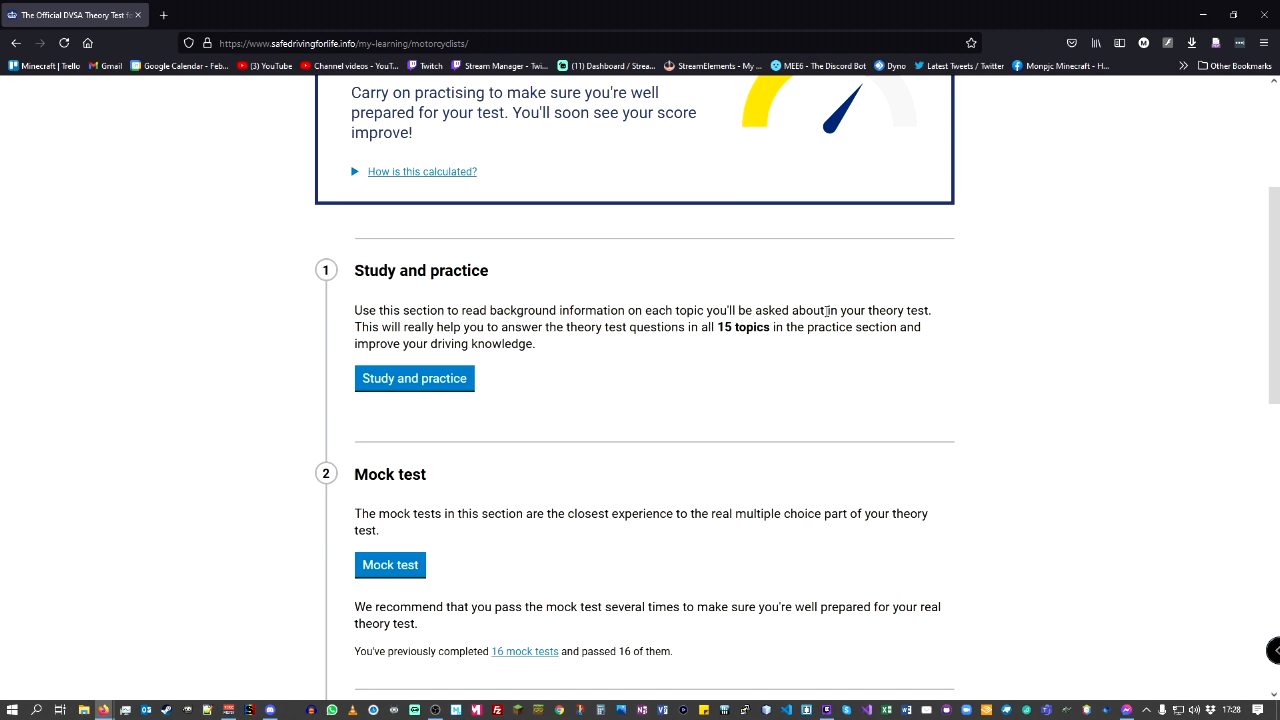 The Official DVSA Theory Test f
https://www.safedrivingforlife.info/my-learning/motorcyclists/
Minecraft | Trello
Gmail
Google Calendar - Feb...
(3) YouTube
Channel videos - YouT...
Twitch
Stream Manager - Twi...
(11) Dashboard / Strea...
StreamElements - My ...
MEE6 - The Discord Bot
Dyno
Latest Tweets / Twitter
Monpjc Minecraft - H...
Other Bookmarks
Carry on practising to make sure you're well
prepared for your test. You'll soon see your score
improve!
How is this calculated?
1
Study and practice
Use this section to read background information on each topic you'll be asked about in your theory test.
This will really help you to answer the theory test questions in all 15 topics in the practice section and
improve your driving knowledge.
Study and practice
2
Mock test
The mock tests in this section are the closest experience to the real multiple choice part of your theory
test.
Mock test
We recommend that you pass the mock test several times to make sure you're well prepared for your real
theory test.
You've previously completed 16 mock tests and passed 16 of them.
17:28